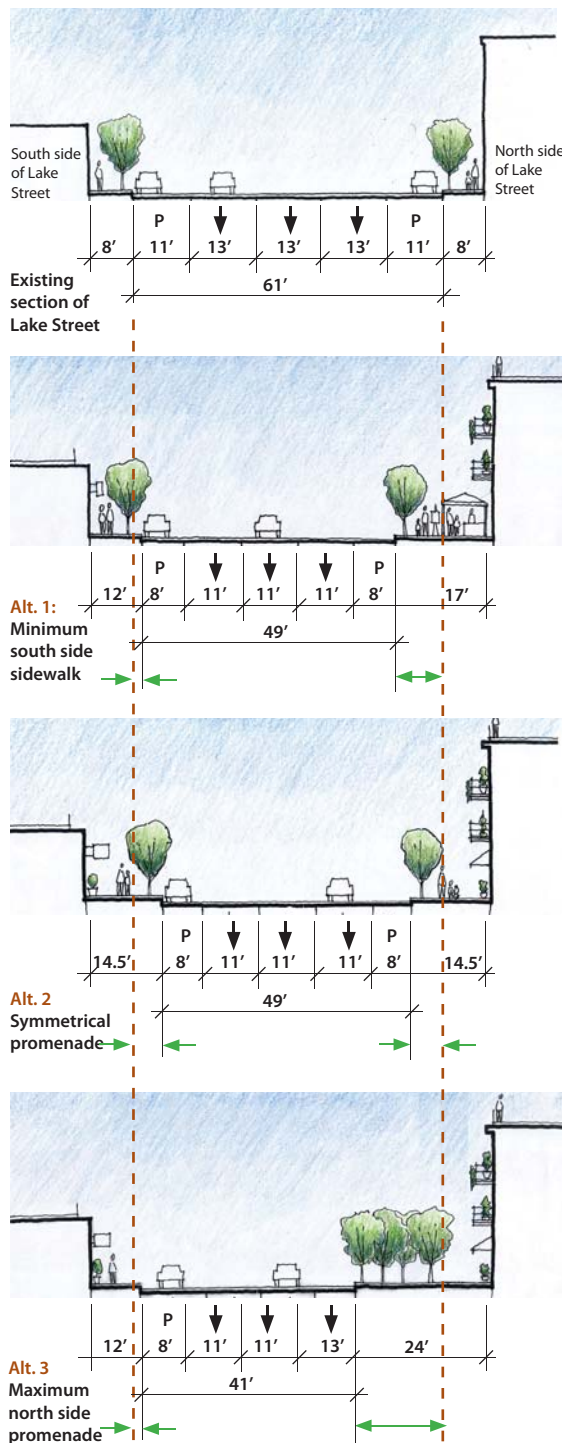 South side
of Lake
Street
North side
of Lake
Street
P P
8’ 11’ 13’ 13’ 13’ 11’ 8’
61’
Existing
section of
Lake Street
P P
12’ 8’ 11’ 11’ 11’ 8’ 17’
49’
Alt. 1:
Minimum
south side
sidewalk
P P
14.5’ 8’ 11’ 11’ 11’ 8’ 14.5’
49’
Alt. 2
Symmetrical
promenade
P
12’ 8’ 11’ 11’ 13’ 24’
41’
Alt. 3
Maximum
north side
promenade